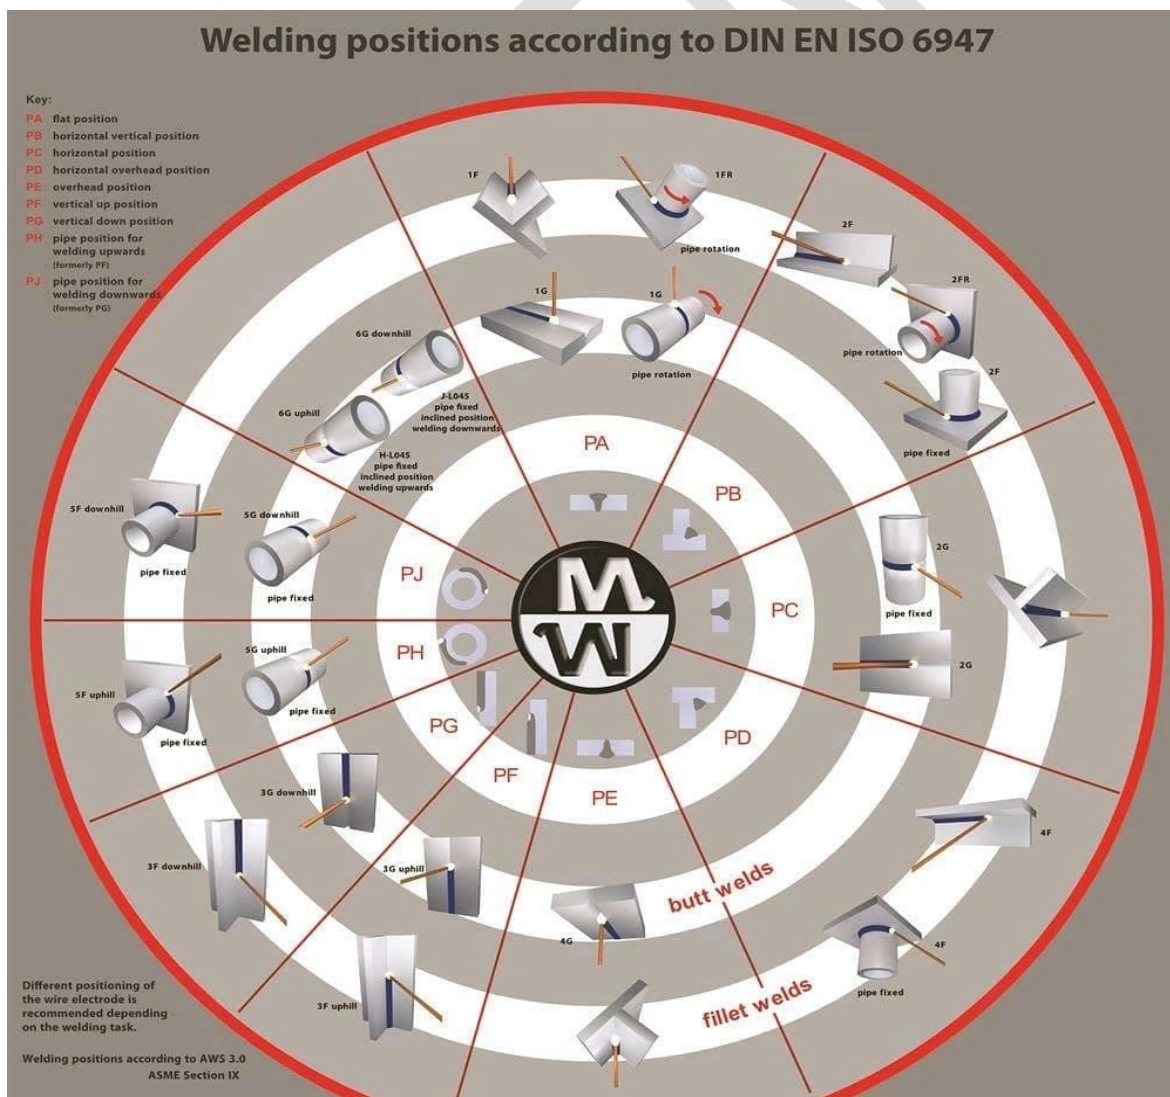 Welding positions according to DIN EN ISO 6947
Key:
PA flat position
PB horizontal vertical position
PC horizontal position
PD horizontal overhead position
PE overhead position
PF vertical up position
PG vertical down position
PH pipe position for
welding upwards
(formerly PF)
PJ pipe position for
welding downwards
(formerly PG)
1F
1FR
pipe rotation
2F
2FR
pipe rotation
2F
pipe fixed
1G
1G
pipe rotation
6G downhill
J-L045
pipe fixed
inclined position
welding downwards
6G uphill
H-L045
pipe fixed
inclined position
welding upwards
5F downhill
pipe fixed
5G downhill
pipe fixed
PA
PB
PC
PD
PE
PF
PG
PH
PJ
MW
2G
pipe fixed
2G
5F uphill
pipe fixed
5G uphill
pipe fixed
3G downhill
3F downhill
3G uphill
3F uphill
4G
4F
4F
pipe fixed
butt welds
fillet welds
Different positioning of
the wire electrode is
recommended depending
on the welding task.
Welding positions according to AWS 3.0
ASME Section IX